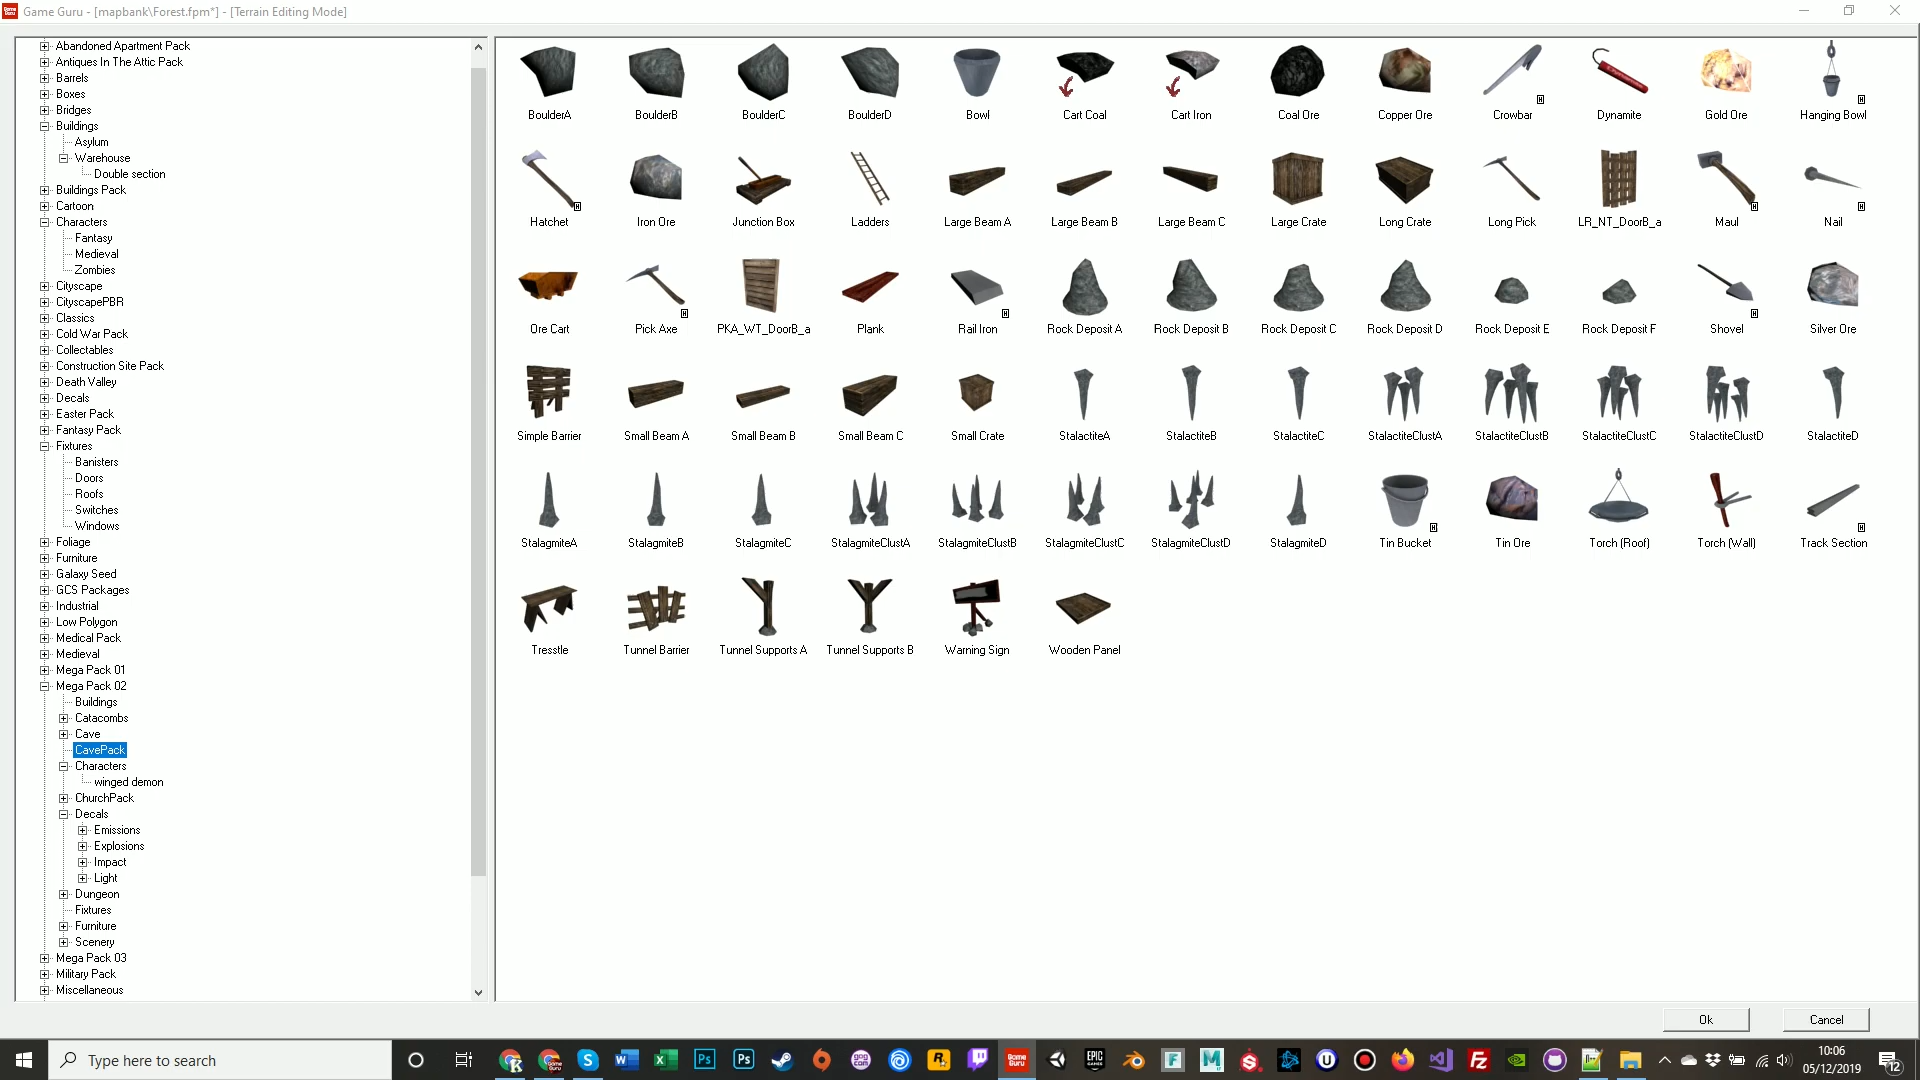 Game Guru - [mapbank\Forest.fpm*] - [Terrain Editing Mode]
Abandoned Apartment Pack
Antiques In The Attic Pack
Barrels
Boxes
Bridges
Buildings
Asylum
Warehouse
Double section
Buildings Pack
Cartoon
Characters
Fantasy
Medieval
Zombies
Cityscape
CityscapePBR
Classics
Cold War Pack
Collectables
Construction Site Pack
Death Valley
Decals
Easter Pack
Fantasy Pack
Fixtures
Banisters
Doors
Roofs
Switches
Windows
Foliage
Furniture
Galaxy Seed
GCS Packages
Industrial
Low Polygon
Medical Pack
Medieval
Mega Pack 01
Mega Pack 02
Buildings
Catacombs
Cave
CavePack
Characters
winged demon
ChurchPack
Decals
Emissions
Explosions
Impact
Light
Dungeon
Fixtures
Furniture
Scenery
Mega Pack 03
Military Pack
Miscellaneous
BoulderA BoulderB BoulderC BoulderD Bowl Cart Coal Cart Iron Coal Ore Copper Ore Crowbar Dynamite Gold Ore Hanging Bowl
Hatchet Iron Ore Junction Box Ladders Large Beam A Large Beam B Large Beam C Large Crate Long Crate Long Pick LR_NT_DoorB_a Maul Nail
Ore Cart Pick Axe PKA_WT_DoorB_a Plank Rail Iron Rock Deposit A Rock Deposit B Rock Deposit C Rock Deposit D Rock Deposit E Rock Deposit F Shovel Silver Ore
Simple Barrier Small Beam A Small Beam B Small Beam C Small Crate StalactiteA StalactiteB StalactiteC StalactiteClustA StalactiteClustB StalactiteClustC StalactiteClustD StalactiteD
StalagmiteA StalagmiteB StalagmiteC StalagmiteClustA StalagmiteClustB StalagmiteClustC StalagmiteClustD StalagmiteD Tin Bucket Tin Ore Torch (Roof) Torch (Wall) Track Section
Tresstle Tunnel Barrier Tunnel Supports A Tunnel Supports B Warning Sign Wooden Panel
Ok Cancel
Type here to search
10:06
05/12/2019
12